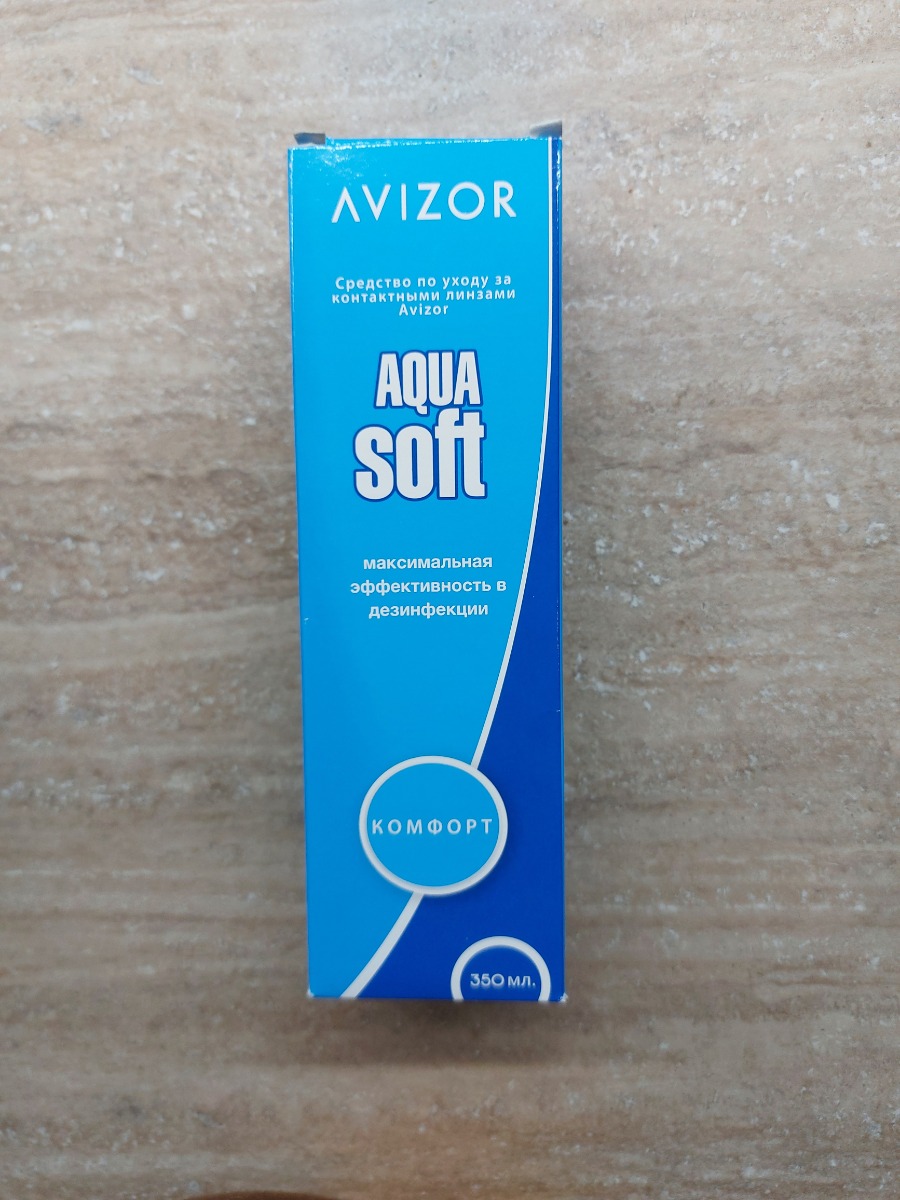 AVIZOR
Средство по уходу за
контактными линзами
Avizor
AQUA
soft
максимальная
эффективность в
дезинфекции
КОМФОРТ
350 мл.